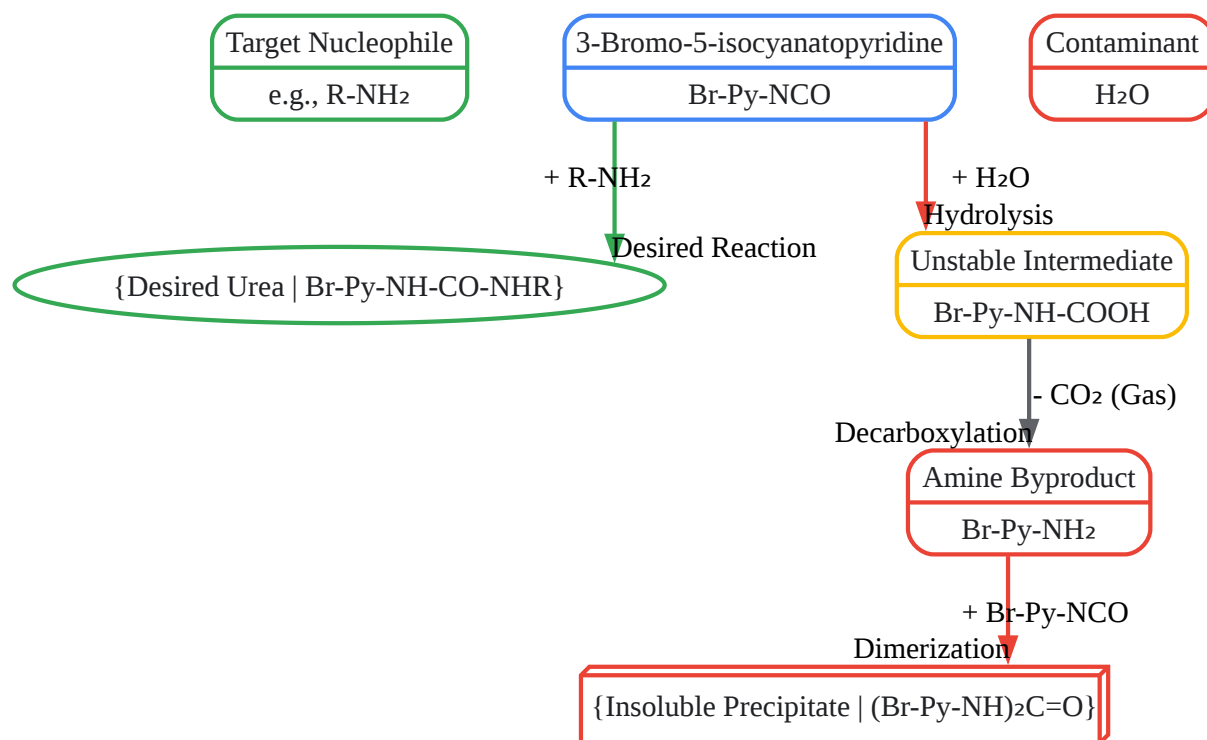 Target Nucleophile
e.g., R-NH₂
3-Bromo-5-isocyanatopyridine
Br-Py-NCO
Contaminant
H₂O
+ R-NH₂
Desired Reaction
+ H₂O
Hydrolysis
{Desired Urea | Br-Py-NH-CO-NHR}
Unstable Intermediate
Br-Py-NH-COOH
- CO₂ (Gas)
Decarboxylation
Amine Byproduct
Br-Py-NH₂
+ Br-Py-NCO
Dimerization
{Insoluble Precipitate | (Br-Py-NH)₂C=O}